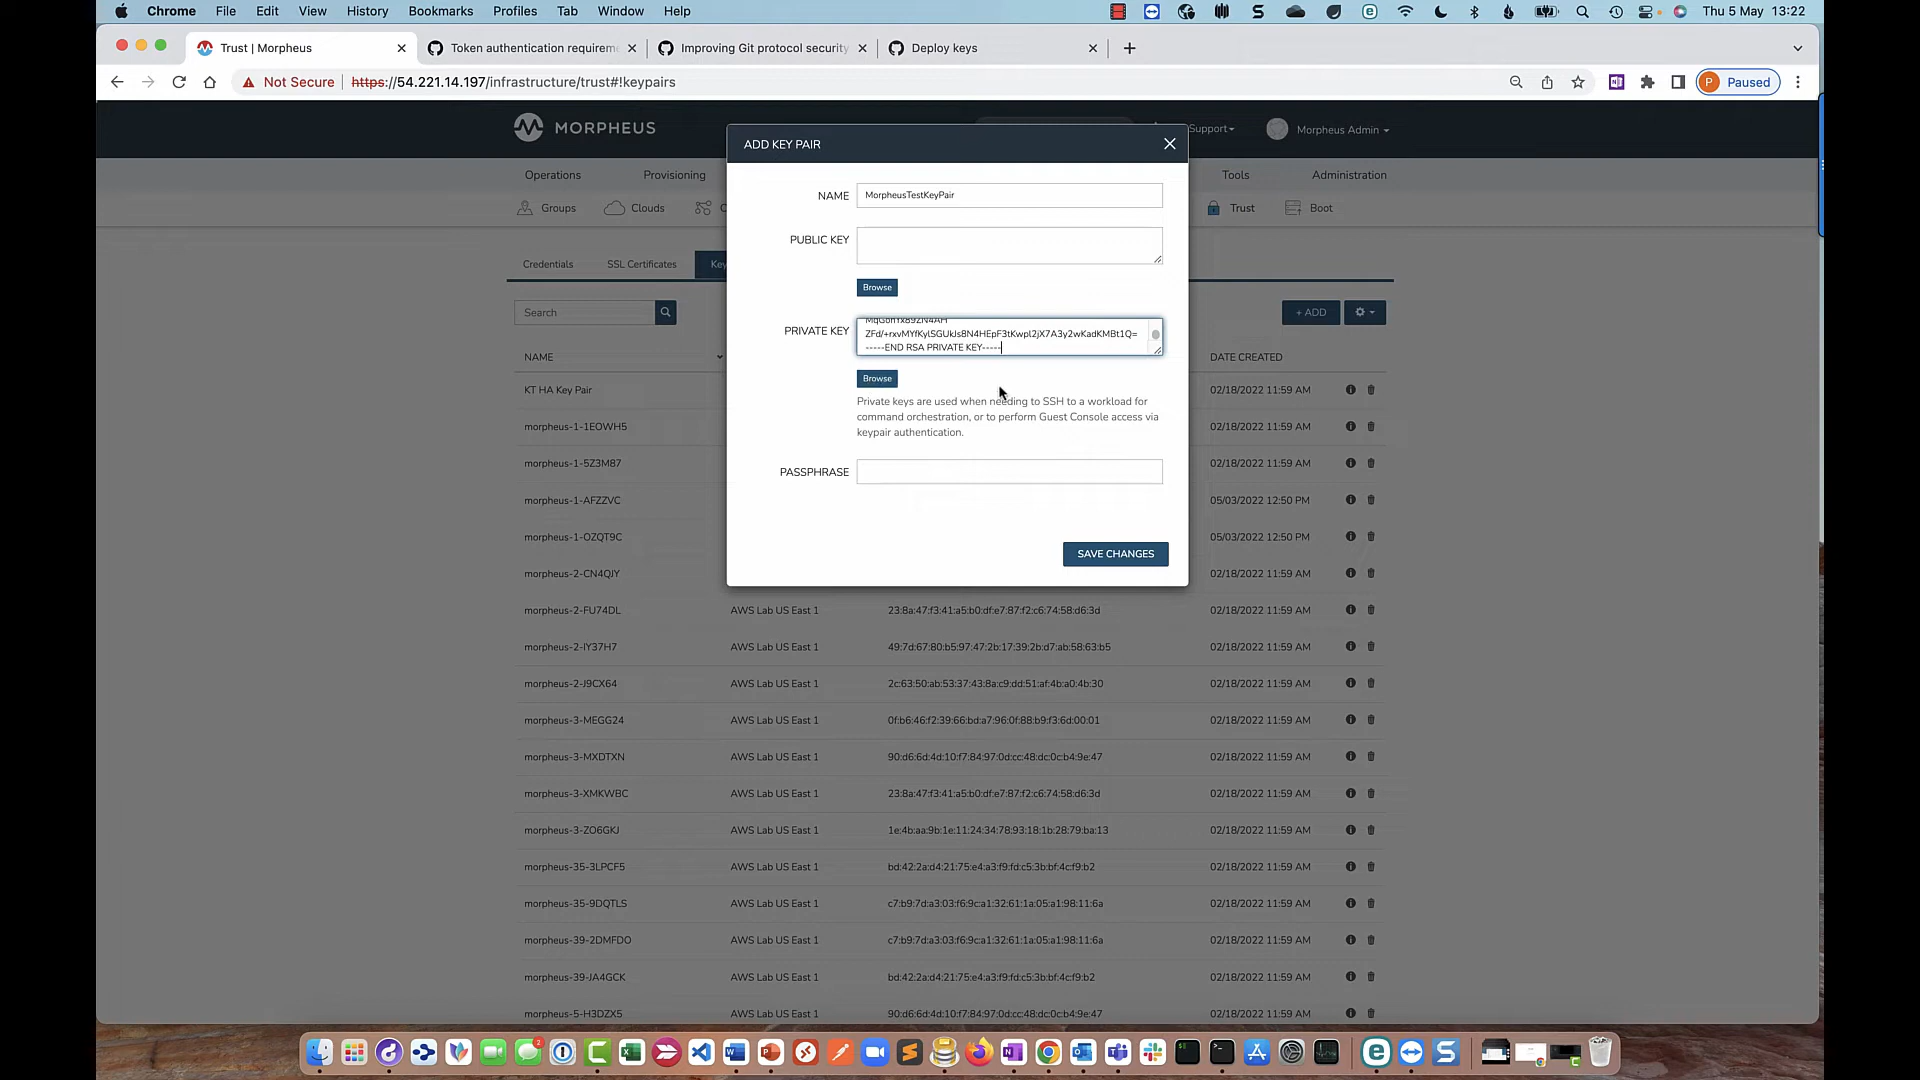 Chrome File Edit View History Bookmarks Profiles Tab Window Help Thu 5 May 13:22
Trust | Morpheus
Token authentication requirem
Improving Git protocol security
Deploy keys
Not Secure https://54.221.14.197/infrastructure/trust#!keypairs
P Paused
MORPHEUS
Support
Morpheus Admin
Operations Provisioning Tools Administration
Groups Clouds C Trust Boot
Credentials SSL Certificates Key
Search
+ ADD
NAME DATE CREATED
ADD KEY PAIR
NAME MorpheusTestKeyPair
PUBLIC KEY
Browse
PRIVATE KEY
ZFd/+rxvMYfKylSGUkJs8N4HEpF3tKwpl2jX7A3y2wKadKMBt1Q=
-----END RSA PRIVATE KEY-----
Browse
Private keys are used when needing to SSH to a workload for
command orchestration, or to perform Guest Console access via
keypair authentication.
PASSPHRASE
SAVE CHANGES
KT HA Key Pair 02/18/2022 11:59 AM
morpheus-1-1EOWH5 02/18/2022 11:59 AM
morpheus-1-5Z3M87 02/18/2022 11:59 AM
morpheus-1-AFZZVC 05/03/2022 12:50 PM
morpheus-1-OZQT9C 05/03/2022 12:50 PM
morpheus-2-CN4QJY 02/18/2022 11:59 AM
morpheus-2-FU74DL AWS Lab US East 1 23:8a:47:f3:41:a5:b0:df:e7:87:f2:c6:74:58:d6:3d 02/18/2022 11:59 AM
morpheus-2-IY37H7 AWS Lab US East 1 49:7d:67:80:b5:97:47:2b:17:39:2b:d7:ab:58:63:b5 02/18/2022 11:59 AM
morpheus-2-J9CX64 AWS Lab US East 1 2c:63:50:ab:53:37:43:8a:c9:dd:51:af:4b:a0:4b:30 02/18/2022 11:59 AM
morpheus-3-MEGG24 AWS Lab US East 1 0f:b6:46:f2:39:66:bd:a7:96:0f:88:b9:f3:6d:00:01 02/18/2022 11:59 AM
morpheus-3-MXDTXN AWS Lab US East 1 90:d6:6d:4d:10:f7:84:97:0d:cc:48:dc:0c:b4:9e:47 02/18/2022 11:59 AM
morpheus-3-XMKWBC AWS Lab US East 1 23:8a:47:f3:41:a5:b0:df:e7:87:f2:c6:74:58:d6:3d 02/18/2022 11:59 AM
morpheus-3-ZO6GKJ AWS Lab US East 1 1e:4b:aa:9b:1e:11:24:34:78:93:18:1b:28:79:ba:13 02/18/2022 11:59 AM
morpheus-35-3LPCF5 AWS Lab US East 1 bd:42:2a:d4:21:75:e4:a3:f9:fd:c5:3b:bf:4c:f9:b2 02/18/2022 11:59 AM
morpheus-35-9DQTLS AWS Lab US East 1 c7:b9:7d:a3:03:f6:9c:a1:32:61:1a:05:a1:98:11:6a 02/18/2022 11:59 AM
morpheus-39-2DMFDO AWS Lab US East 1 c7:b9:7d:a3:03:f6:9c:a1:32:61:1a:05:a1:98:11:6a 02/18/2022 11:59 AM
morpheus-39-JA4GCK AWS Lab US East 1 bd:42:2a:d4:21:75:e4:a3:f9:fd:c5:3b:bf:4c:f9:b2 02/18/2022 11:59 AM
morpheus-5-H3DZX5 AWS Lab US East 1 90:d6:6d:4d:10:f7:84:97:0d:cc:48:dc:0c:b4:9e:47 02/18/2022 11:59 AM